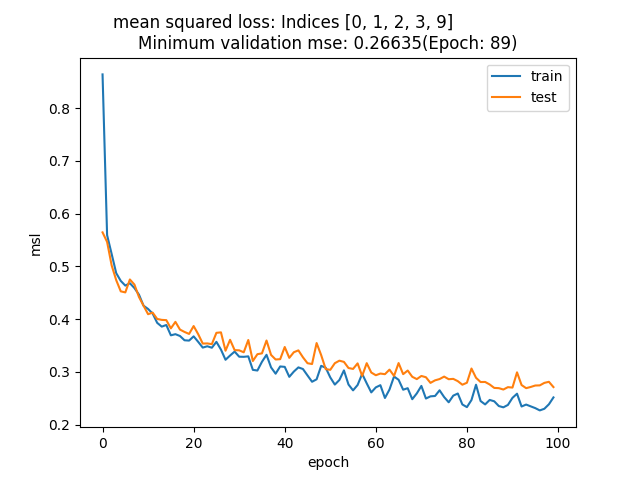 mean squared loss: Indices [0, 1, 2, 3, 9]
Minimum validation mse: 0.26635(Epoch: 89)
train
test
0.8
0.7
0.6
0.5
0.4
0.3
0.2
msl
0 20 40 60 80 100
epoch